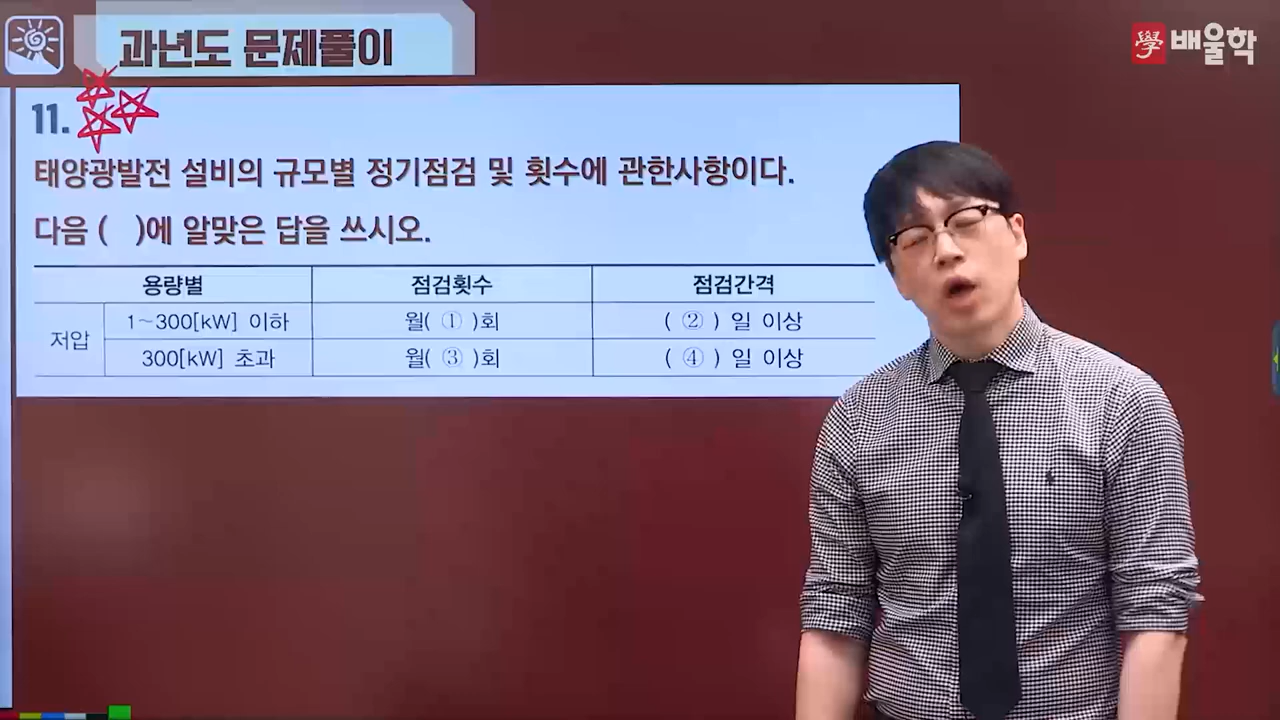 과년도 문제풀이
學 배울학
11.
태양광발전 설비의 규모별 정기점검 및 횟수에 관한사항이다.
다음 ( )에 알맞은 답을 쓰시오.
용량별 점검횟수 점검간격
저압
1~300[kW] 이하 월( ① )회 ( ② ) 일 이상
300[kW] 초과 월( ③ )회 ( ④ ) 일 이상